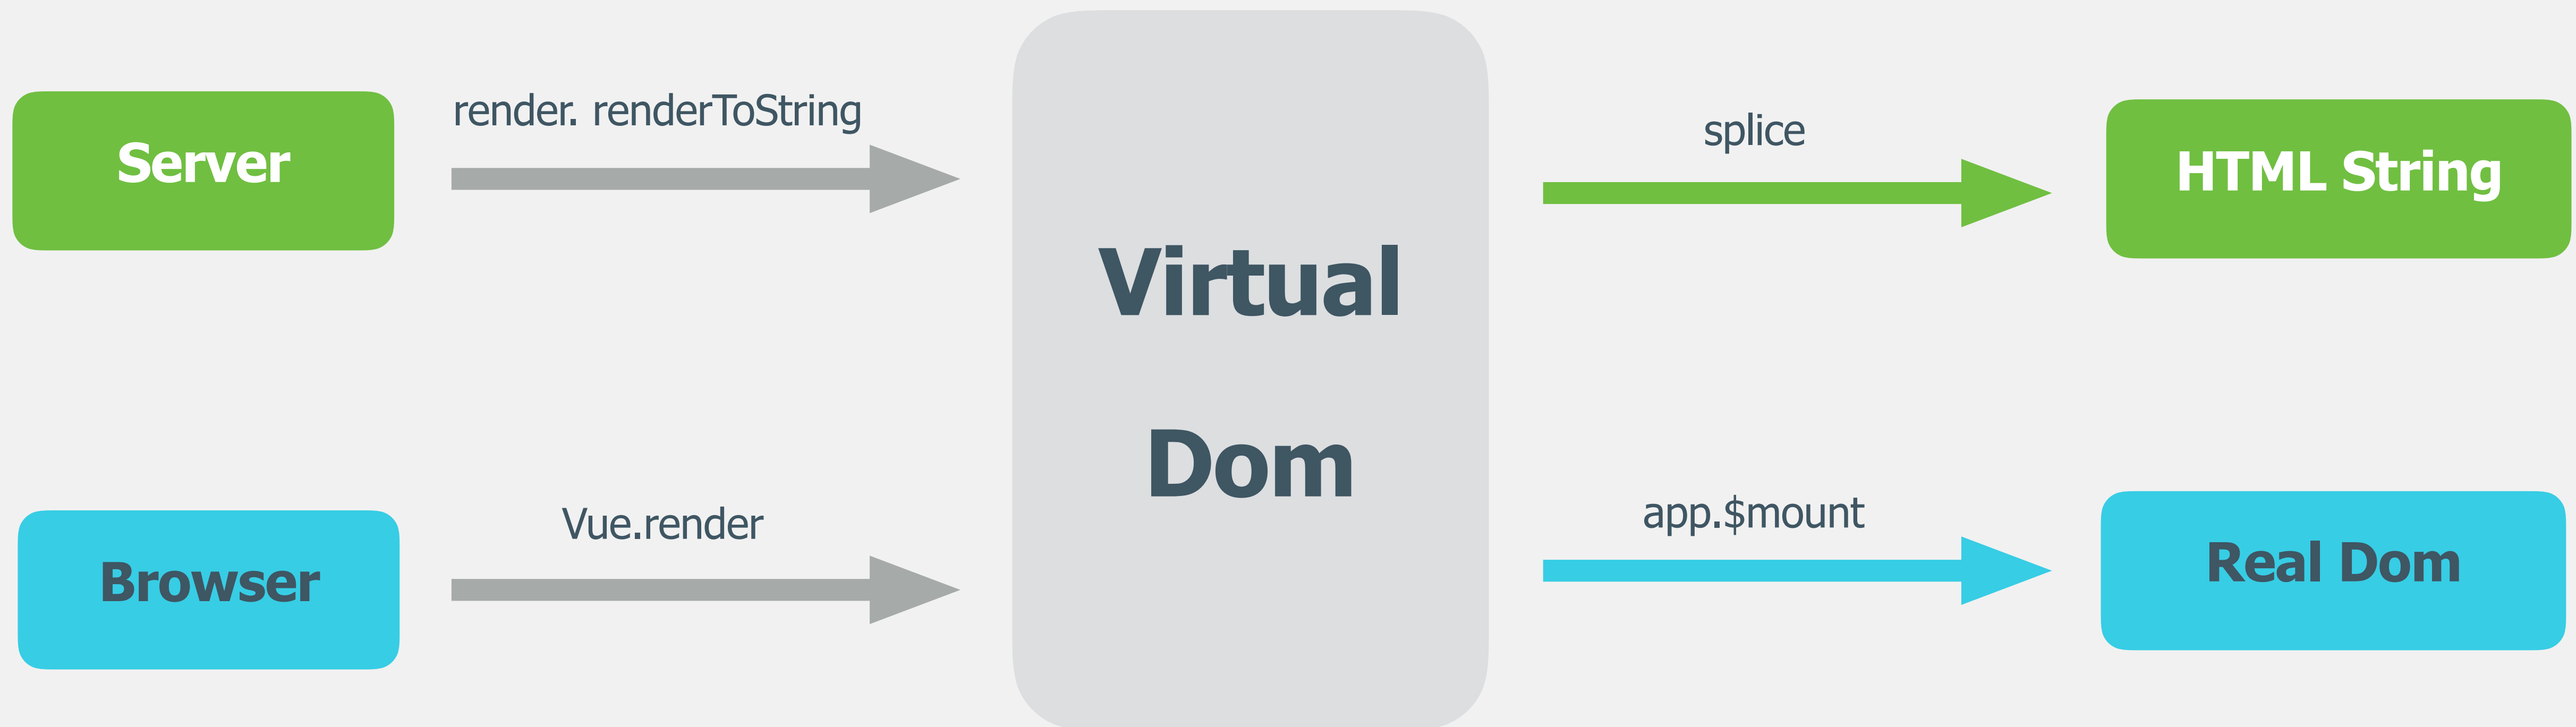 Server
render. renderToString
Virtual
Dom
splice
HTML String
Browser
Vue.render
app.$mount
Real Dom